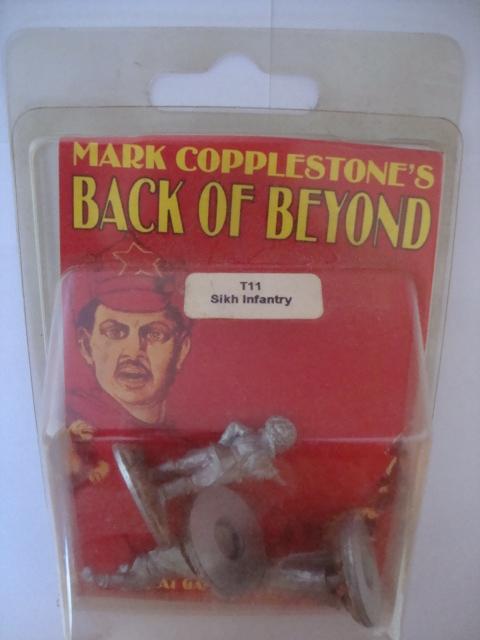 MARK COPPLESTONE'S
BACK OF BEYOND
T11
Sikh Infantry